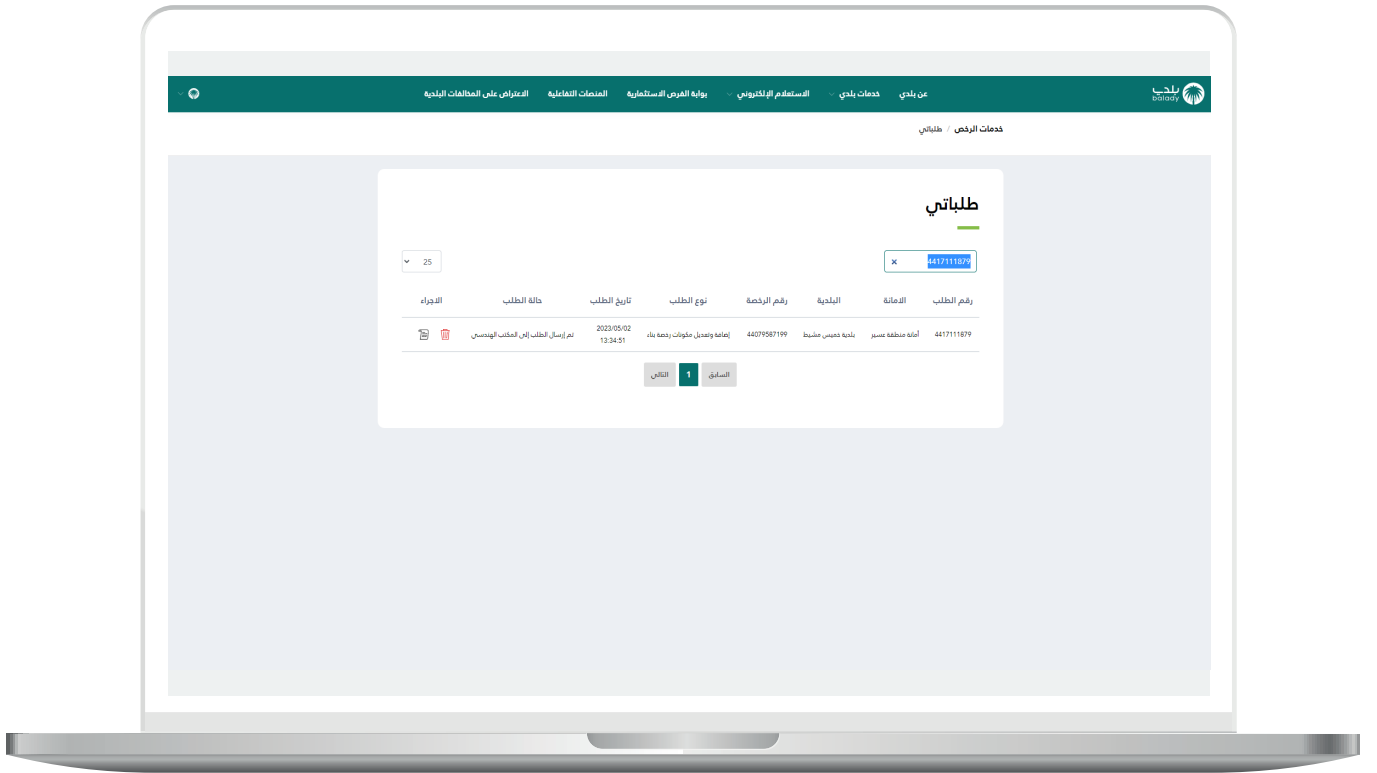 بلدي
balady
عن بلدي خدمات بلدي الاستعلام الإلكتروني بوابة الفرص الاستثمارية المنصات التفاعلية الاعتراض على المخالفات البلدية
خدمات الرخص / طلباتي
طلباتي
4417111879 ×
25
رقم الطلب الامانة البلدية رقم الرخصة نوع الطلب تاريخ الطلب حالة الطلب الاجراء
4417111879 أمانة منطقة عسير بلدية خميس مشيط 44079587199 إضافة وتعديل مكونات رخصة بناء 2023/05/02 تم إرسال الطلب إلى المكتب الهندسي
13:34:51
السابق 1 التالي